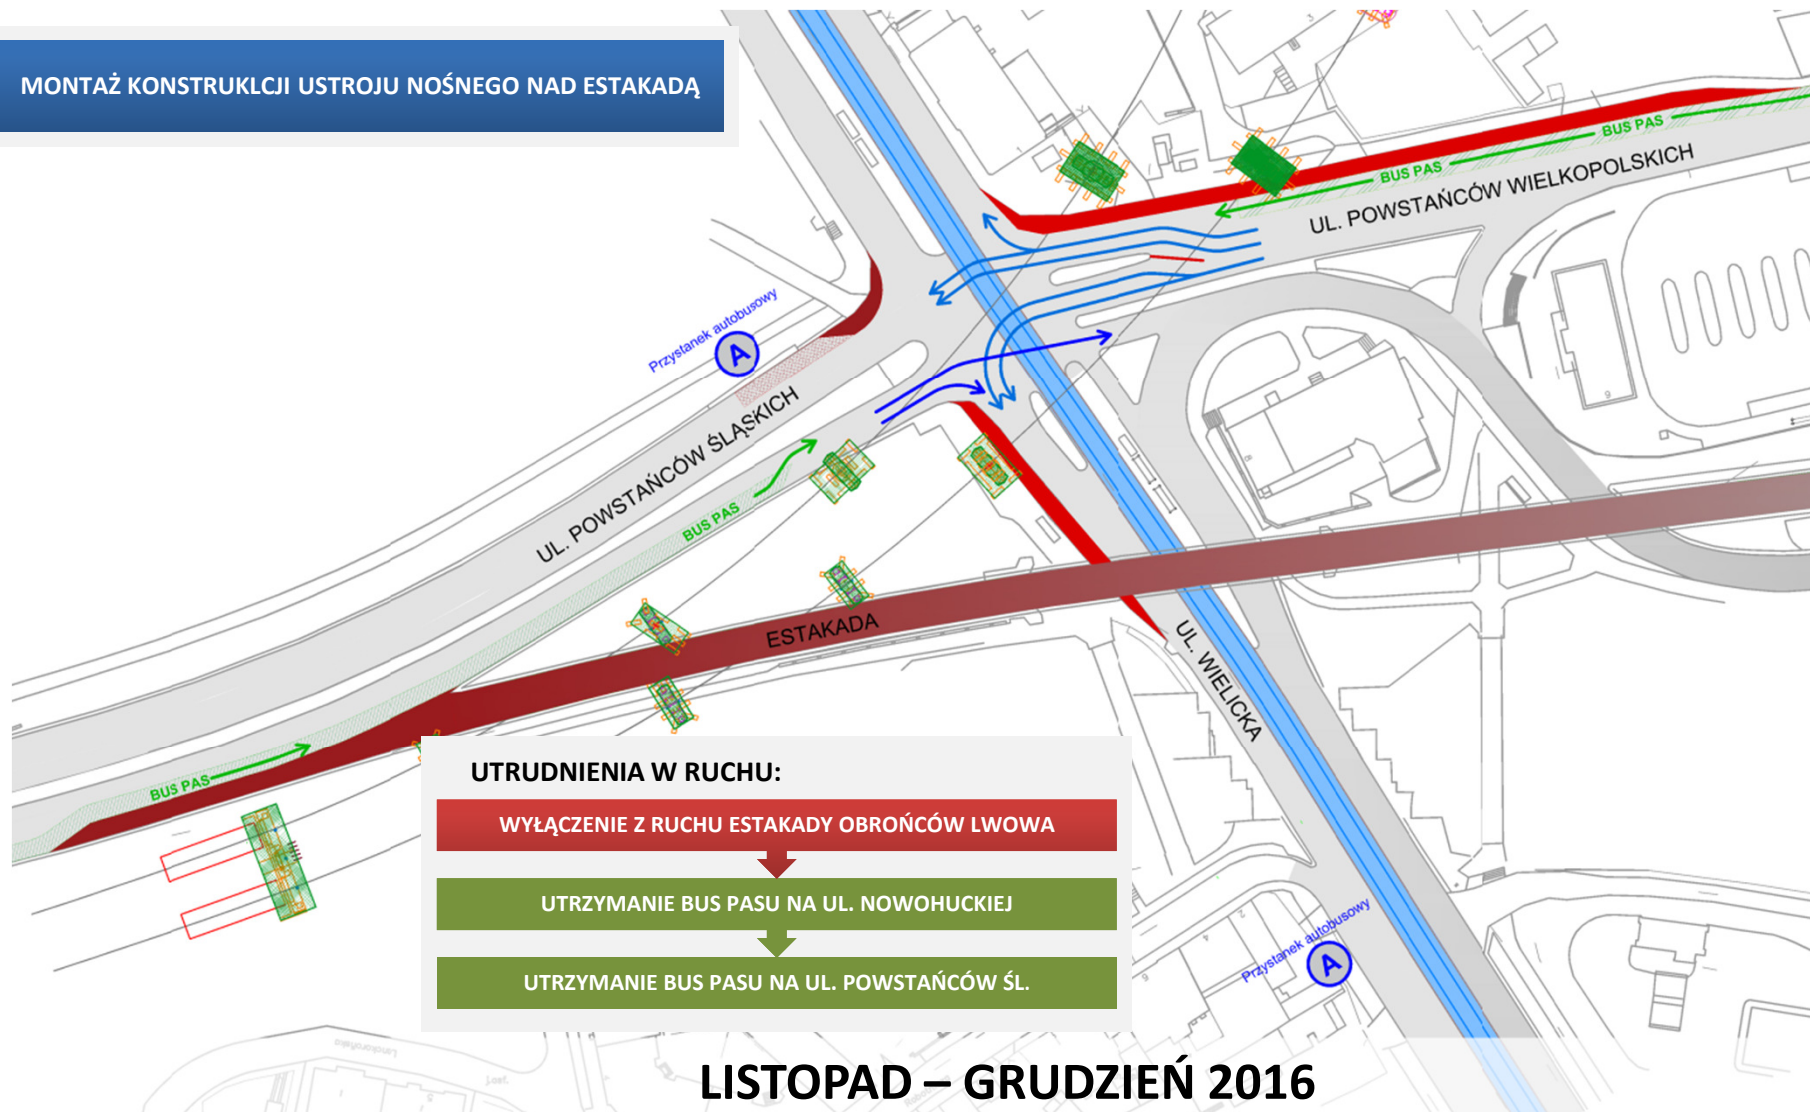 MONTAŻ KONSTRUKLCJI USTROJU NOŚNEGO NAD ESTAKADĄ
BUS PAS
BUS PAS
UL. POWSTAŃCÓW WIELKOPOLSKICH
Przystanek autobusowy
A
UL. POWSTAŃCÓW ŚLĄSKICH
BUS PAS
ESTAKADA
UL. WIELICKA
BUS PAS
UTRUDNIENIA W RUCHU:
WYŁĄCZENIE Z RUCHU ESTAKADY OBROŃCÓW LWOWA
UTRZYMANIE BUS PASU NA UL. NOWOHUCKIEJ
UTRZYMANIE BUS PASU NA UL. POWSTAŃCÓW ŚL.
Przystanek autobusowy
A
Lanckorońska
LISTOPAD – GRUDZIEŃ 2016